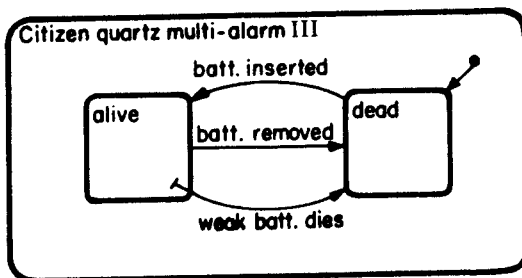 Citizen quartz multi-alarm III
batt. inserted
alive
dead
batt. removed
weak batt. dies